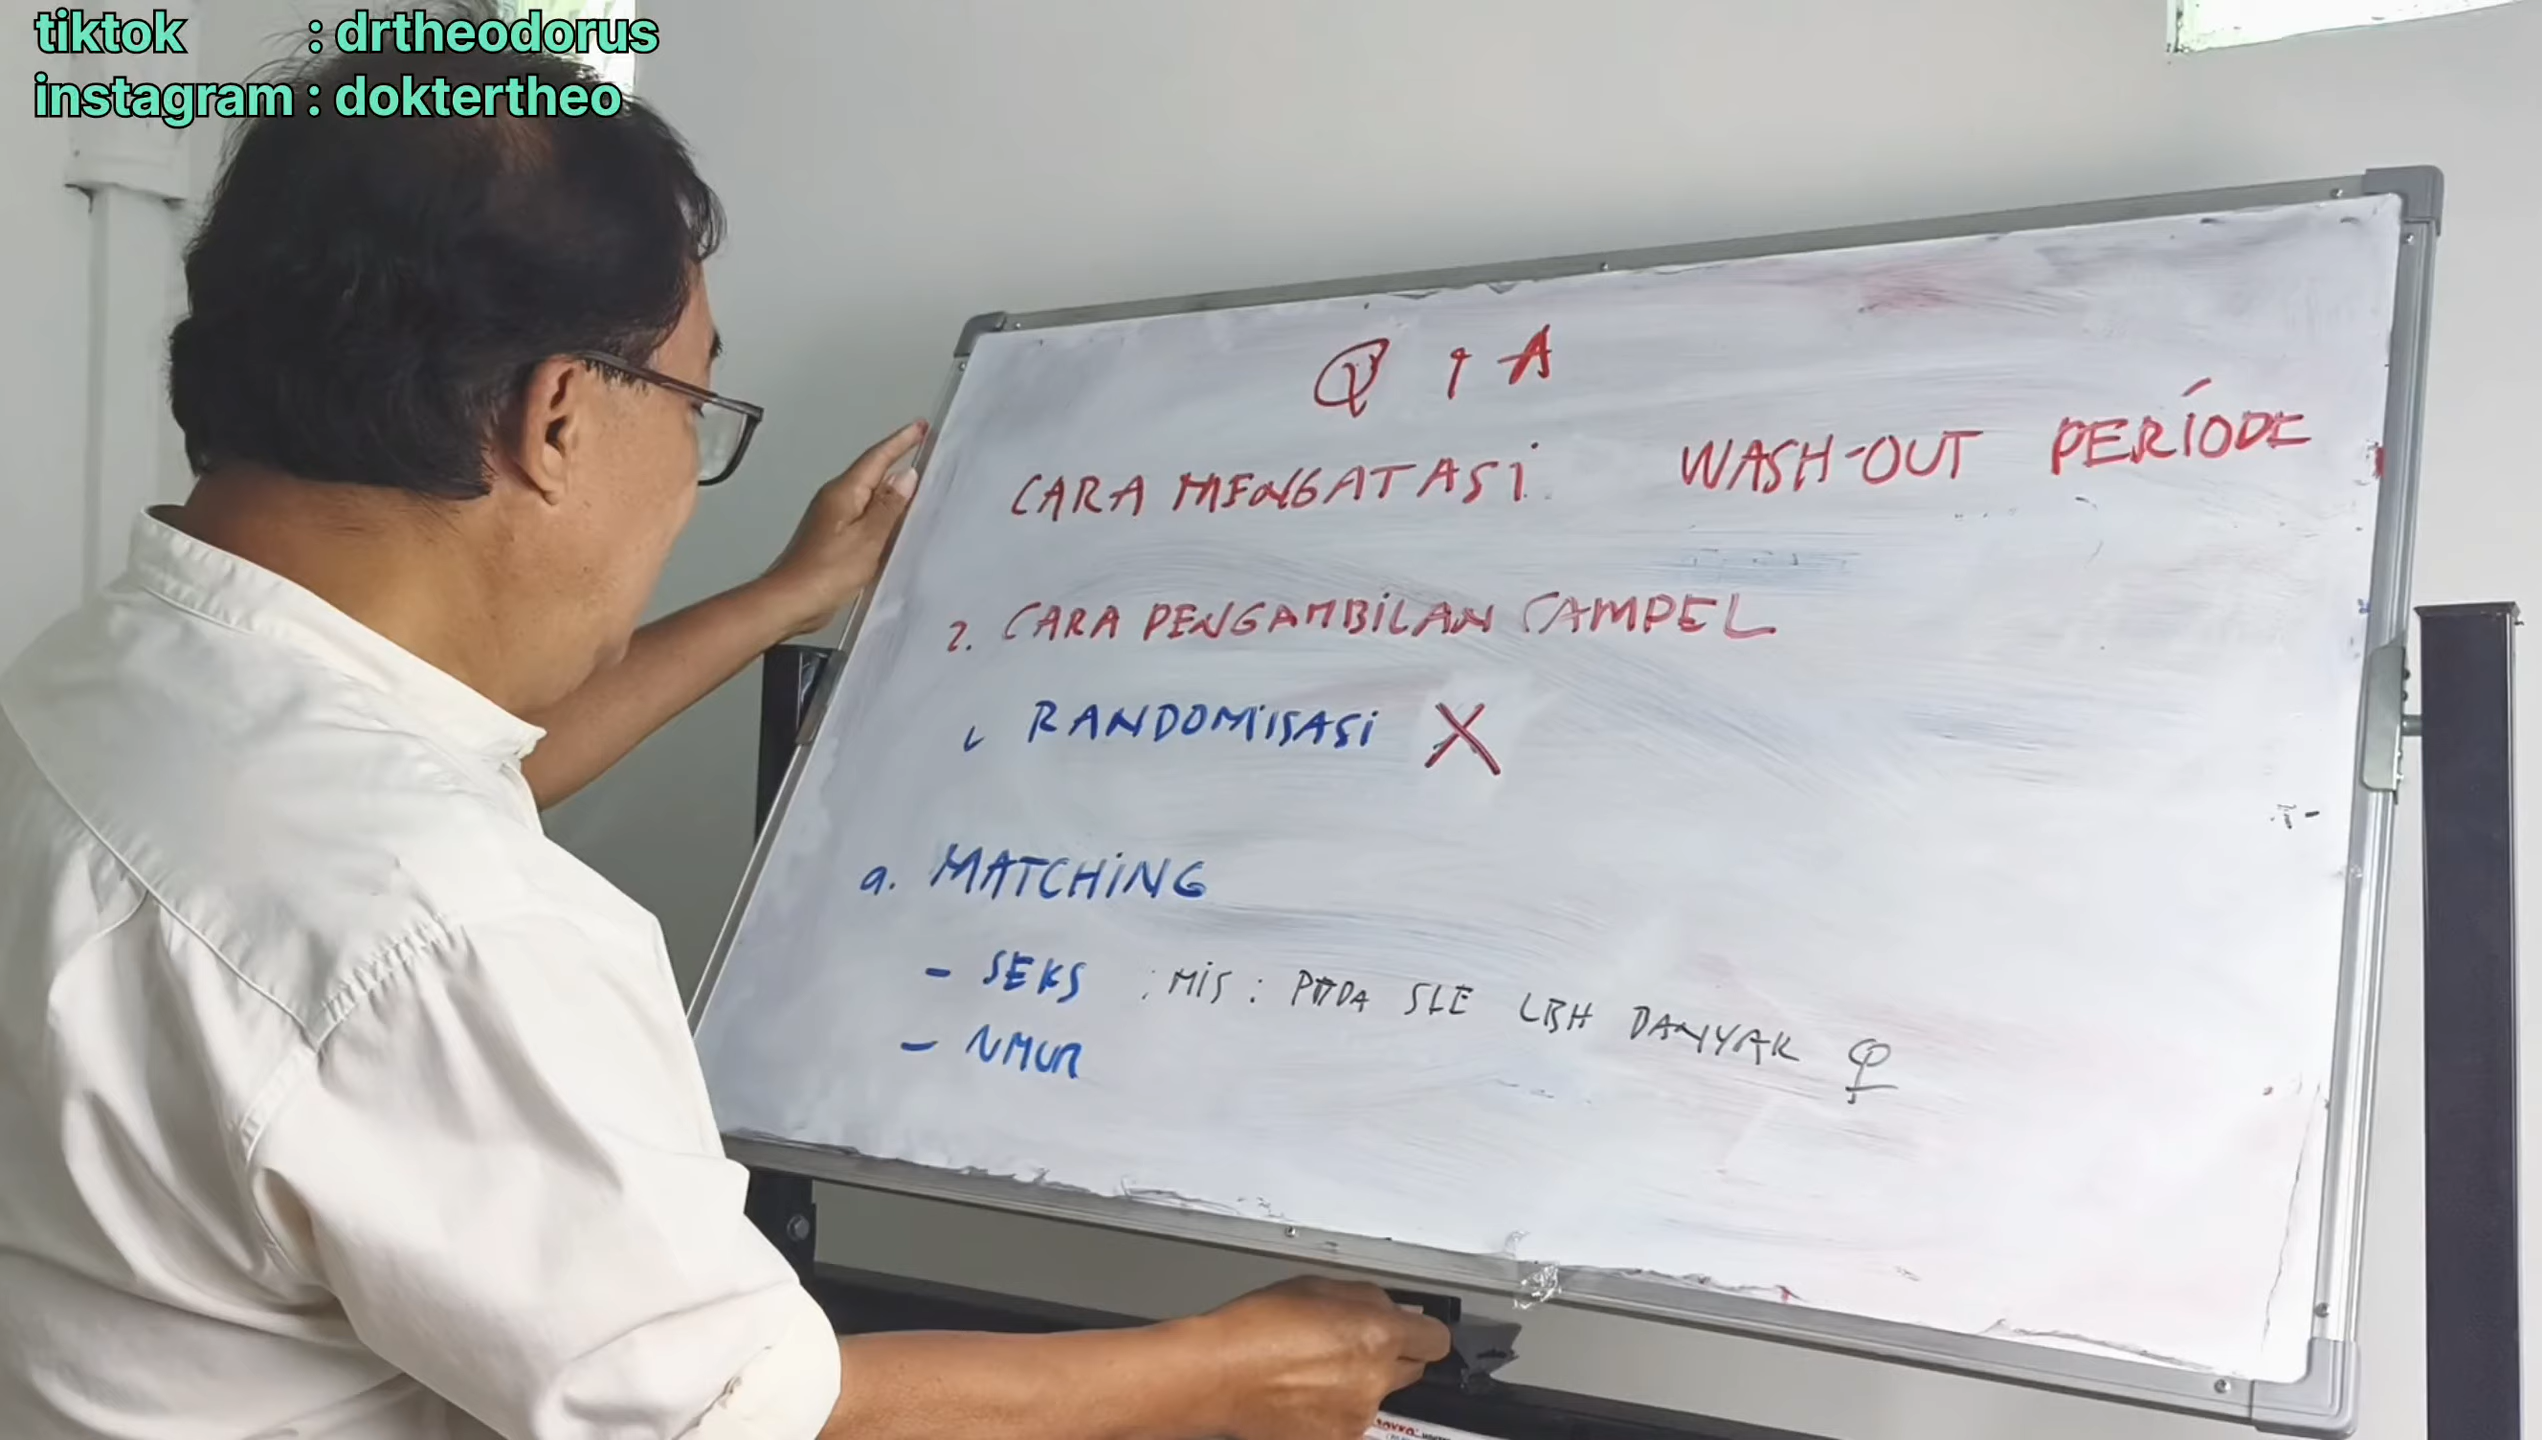 tiktok : drtheodorus
instagram : doktertheo
Q & A
CARA MENGATASI WASH-OUT PERIODE
2. CARA PENGAMBILAN SAMPEL
RANDOMISASI X
a. MATCHING
- SEKS : MIS : PADA SLE LBH BANYAK ♀
- UMUR